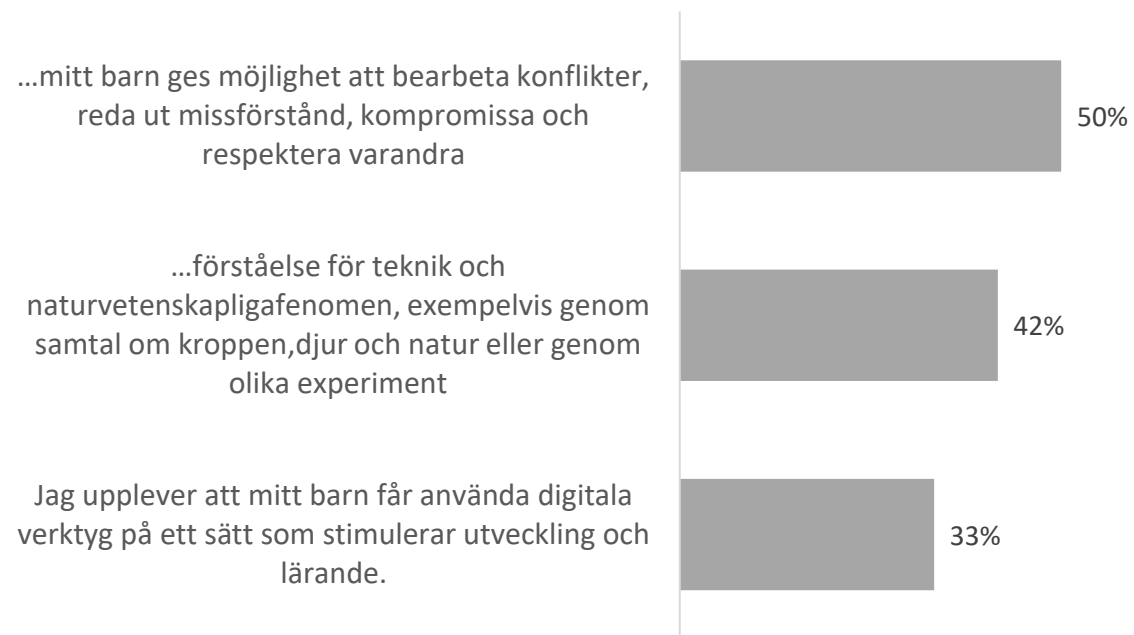 …mitt barn ges möjlighet att bearbeta konflikter,
reda ut missförstånd, kompromissa och
respektera varandra
50%
…förståelse för teknik och
naturvetenskapligafenomen, exempelvis genom
samtal om kroppen,djur och natur eller genom
olika experiment
42%
Jag upplever att mitt barn får använda digitala
verktyg på ett sätt som stimulerar utveckling och
lärande.
33%